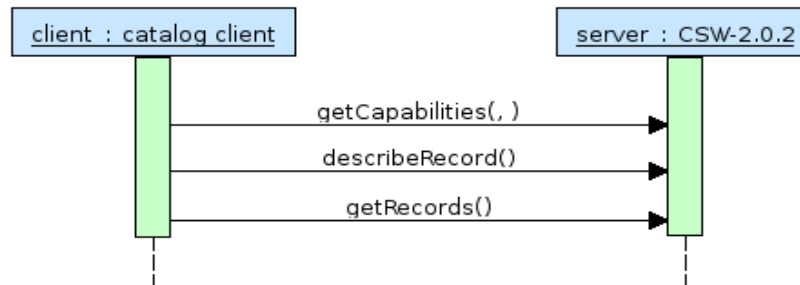 client : catalog client
server : CSW-2.0.2
getCapabilities(, )
describeRecord()
getRecords()